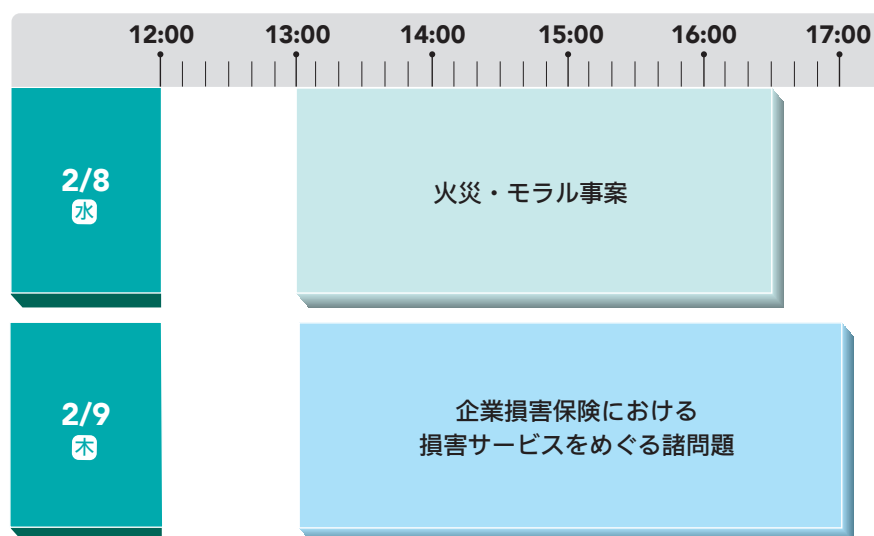 12:00 13:00 14:00 15:00 16:00 17:00
2/8
水
火災・モラル事案
2/9
木
企業損害保険における
損害サービスをめぐる諸問題